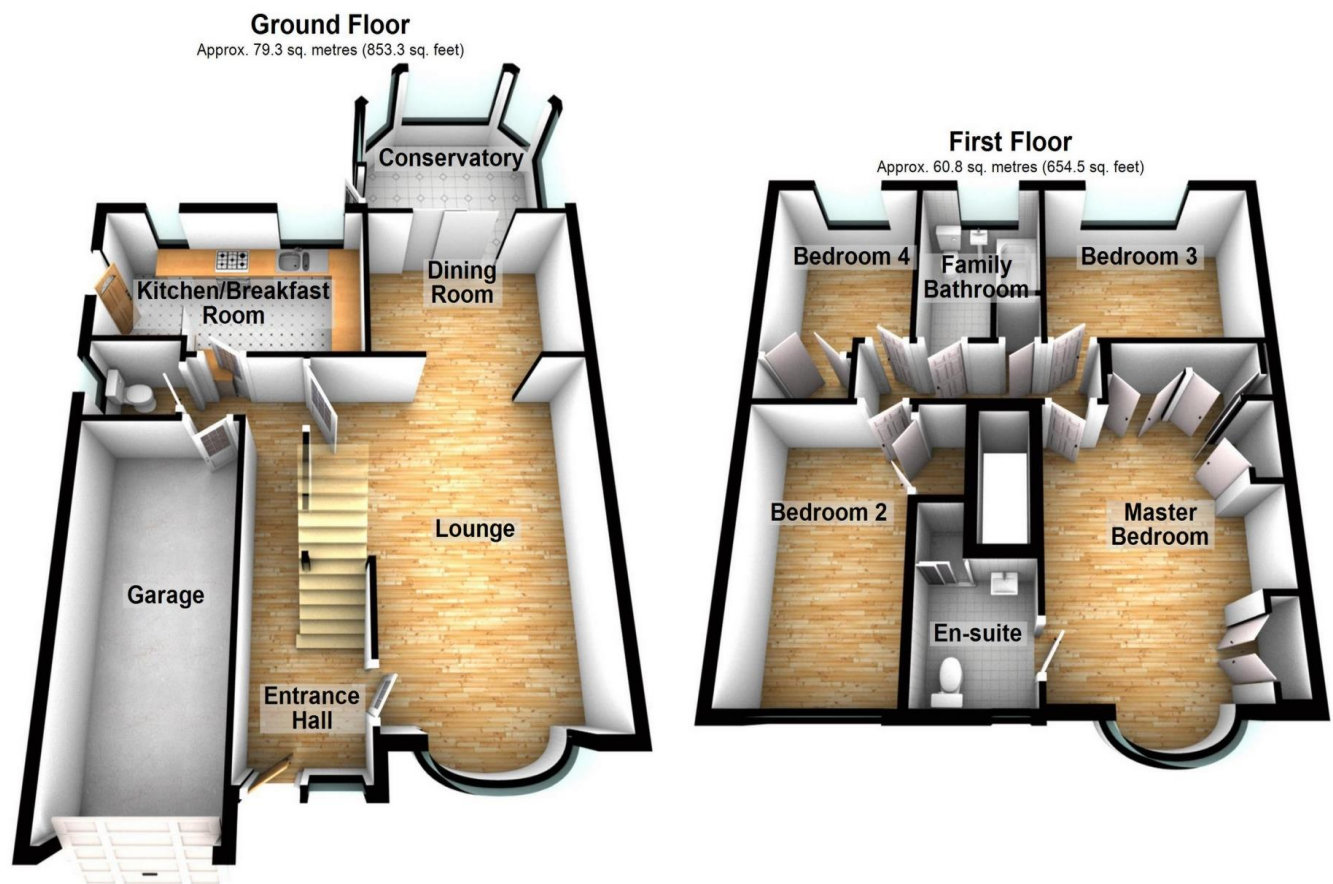 Ground Floor
Approx. 79.3 sq. metres (853.3 sq. feet)
Conservatory
Dining
Room
Kitchen/Breakfast
Room
Lounge
Garage
Entrance
Hall
First Floor
Approx. 60.8 sq. metres (654.5 sq. feet)
Bedroom 4
Family
Bathroom
Bedroom 3
Bedroom 2
Master
Bedroom
En-suite